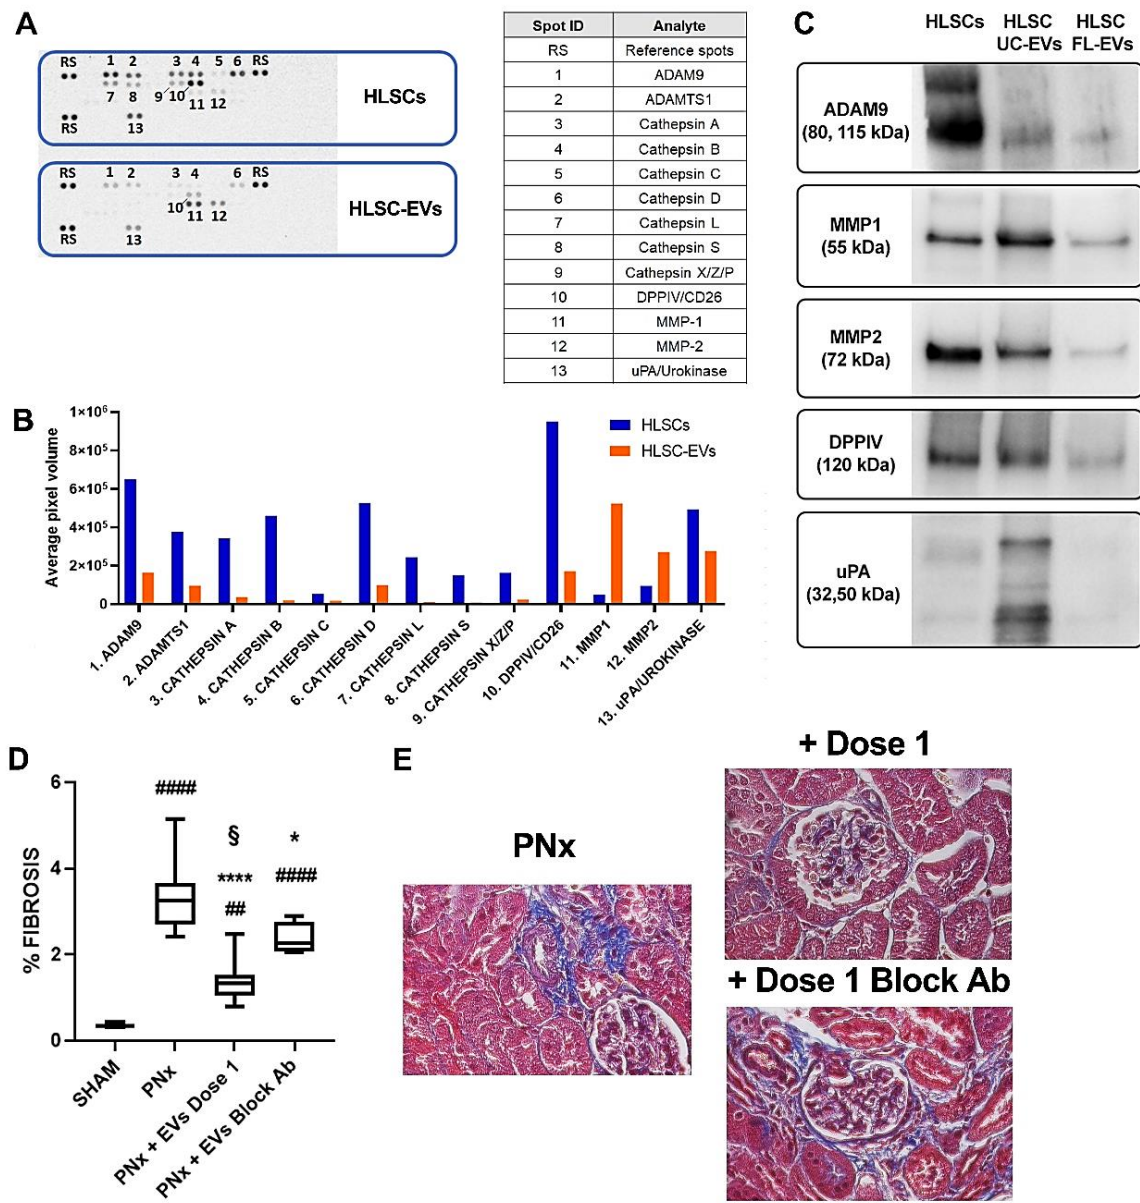 A
RS 1 2 3 4 5 6 RS
7 8 9 10 11 12
RS 13
HLSCs
RS 1 2 3 4 6 RS
10 11 12
RS 13
HLSC-EVs
Spot ID Analyte
RS Reference spots
1 ADAM9
2 ADAMTS1
3 Cathepsin A
4 Cathepsin B
5 Cathepsin C
6 Cathepsin D
7 Cathepsin L
8 Cathepsin S
9 Cathepsin X/Z/P
10 DPPIV/CD26
11 MMP-1
12 MMP-2
13 uPA/Urokinase
B
Average pixel volume
1×10⁶
8×10⁵
6×10⁵
4×10⁵
2×10⁵
0
HLSCs
HLSC-EVs
1. ADAM9
2. ADAMTS1
3. CATHEPSIN A
4. CATHEPSIN B
5. CATHEPSIN C
6. CATHEPSIN D
7. CATHEPSIN L
8. CATHEPSIN S
9. CATHEPSIN X/Z/P
10. DPPIV/CD26
11. MMP1
12. MMP2
13. uPA/UROKINASE
C
HLSCs HLSC HLSC
UC-EVs FL-EVs
ADAM9
(80, 115 kDa)
MMP1
(55 kDa)
MMP2
(72 kDa)
DPPIV
(120 kDa)
uPA
(32,50 kDa)
D
% FIBROSIS
6
4
2
0
####
§
****
##
*
####
SHAM
PNx
PNx + EVs Dose 1
PNx + EVs Block Ab
E
PNx
+ Dose 1
+ Dose 1 Block Ab